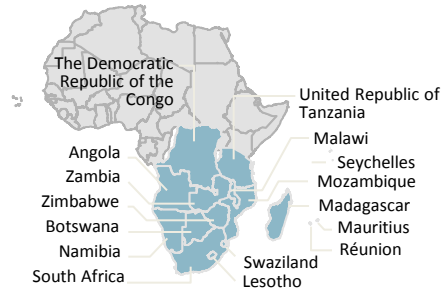 The Democratic
Republic of the
Congo
United Republic of
Tanzania
Malawi
Angola
Seychelles
Zambia
Mozambique
Zimbabwe
Madagascar
Botswana
Mauritius
Namibia
Réunion
Swaziland
South Africa
Lesotho